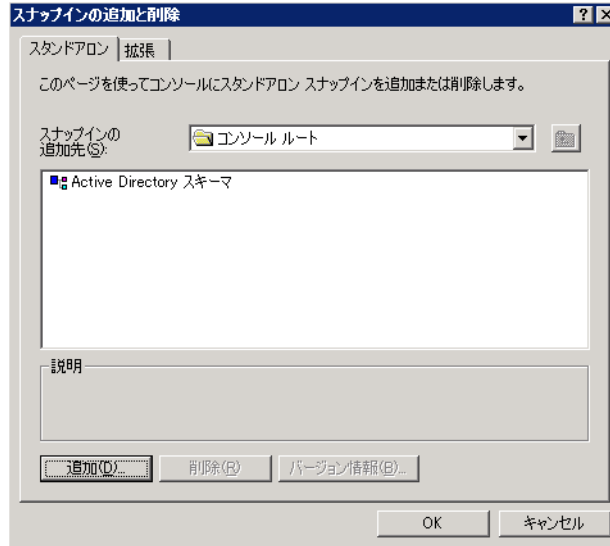 スナップインの追加と削除
スタンドアロン 拡張
このページを使ってコンソールにスタンドアロン スナップインを追加または削除します。
スナップインの
追加先(S):
コンソール ルート
Active Directory スキーマ
説明
追加(D)... 削除(R) バージョン情報(B)...
OK キャンセル